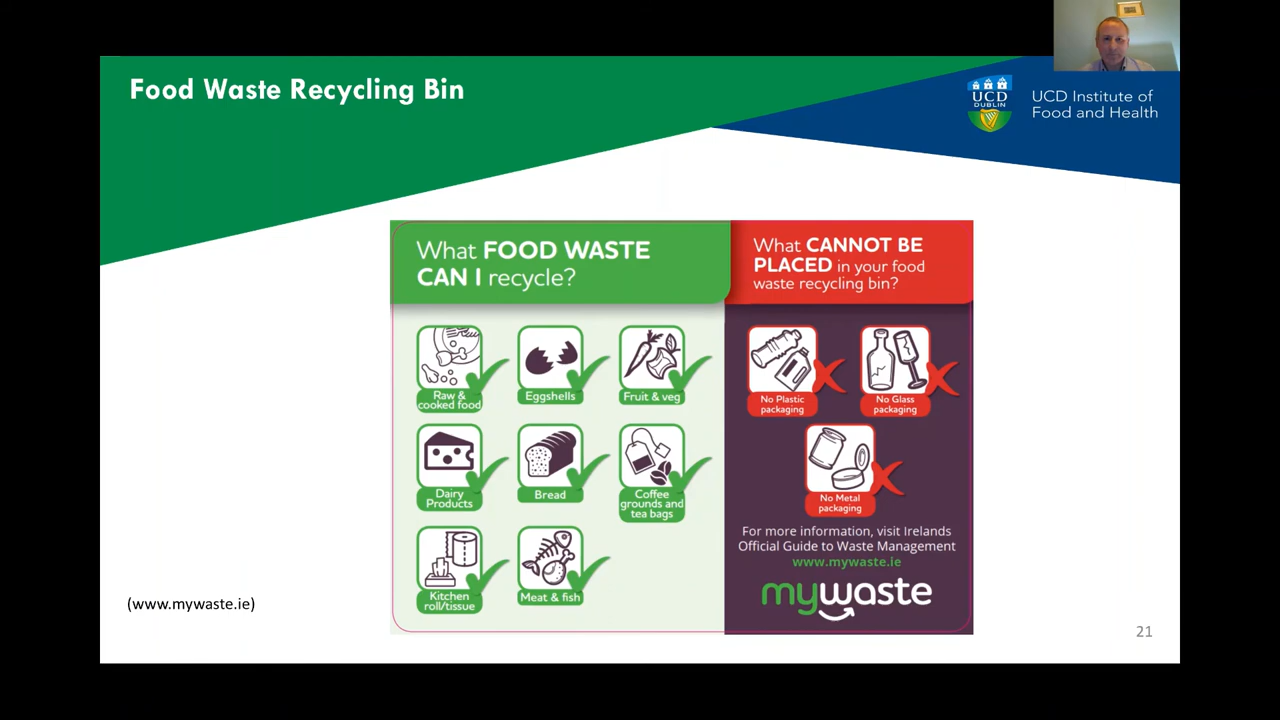 Food Waste Recycling Bin
UCD
DUBLIN
UCD Institute of
Food and Health
What FOOD WASTE
CAN I recycle?
Raw &
cooked food
Eggshells
Fruit & veg
Dairy
Products
Bread
Coffee
grounds and
tea bags
Kitchen
roll/tissue
Meat & fish
What CANNOT BE
PLACED in your food
waste recycling bin?
No Plastic
packaging
No Glass
packaging
No Metal
packaging
For more information, visit Irelands
Official Guide to Waste Management
www.mywaste.ie
mywaste
(www.mywaste.ie)
21